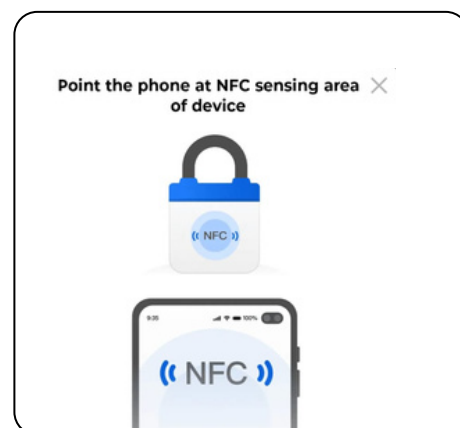 Point the phone at NFC sensing area
of device
NFC
9:35
100%
NFC